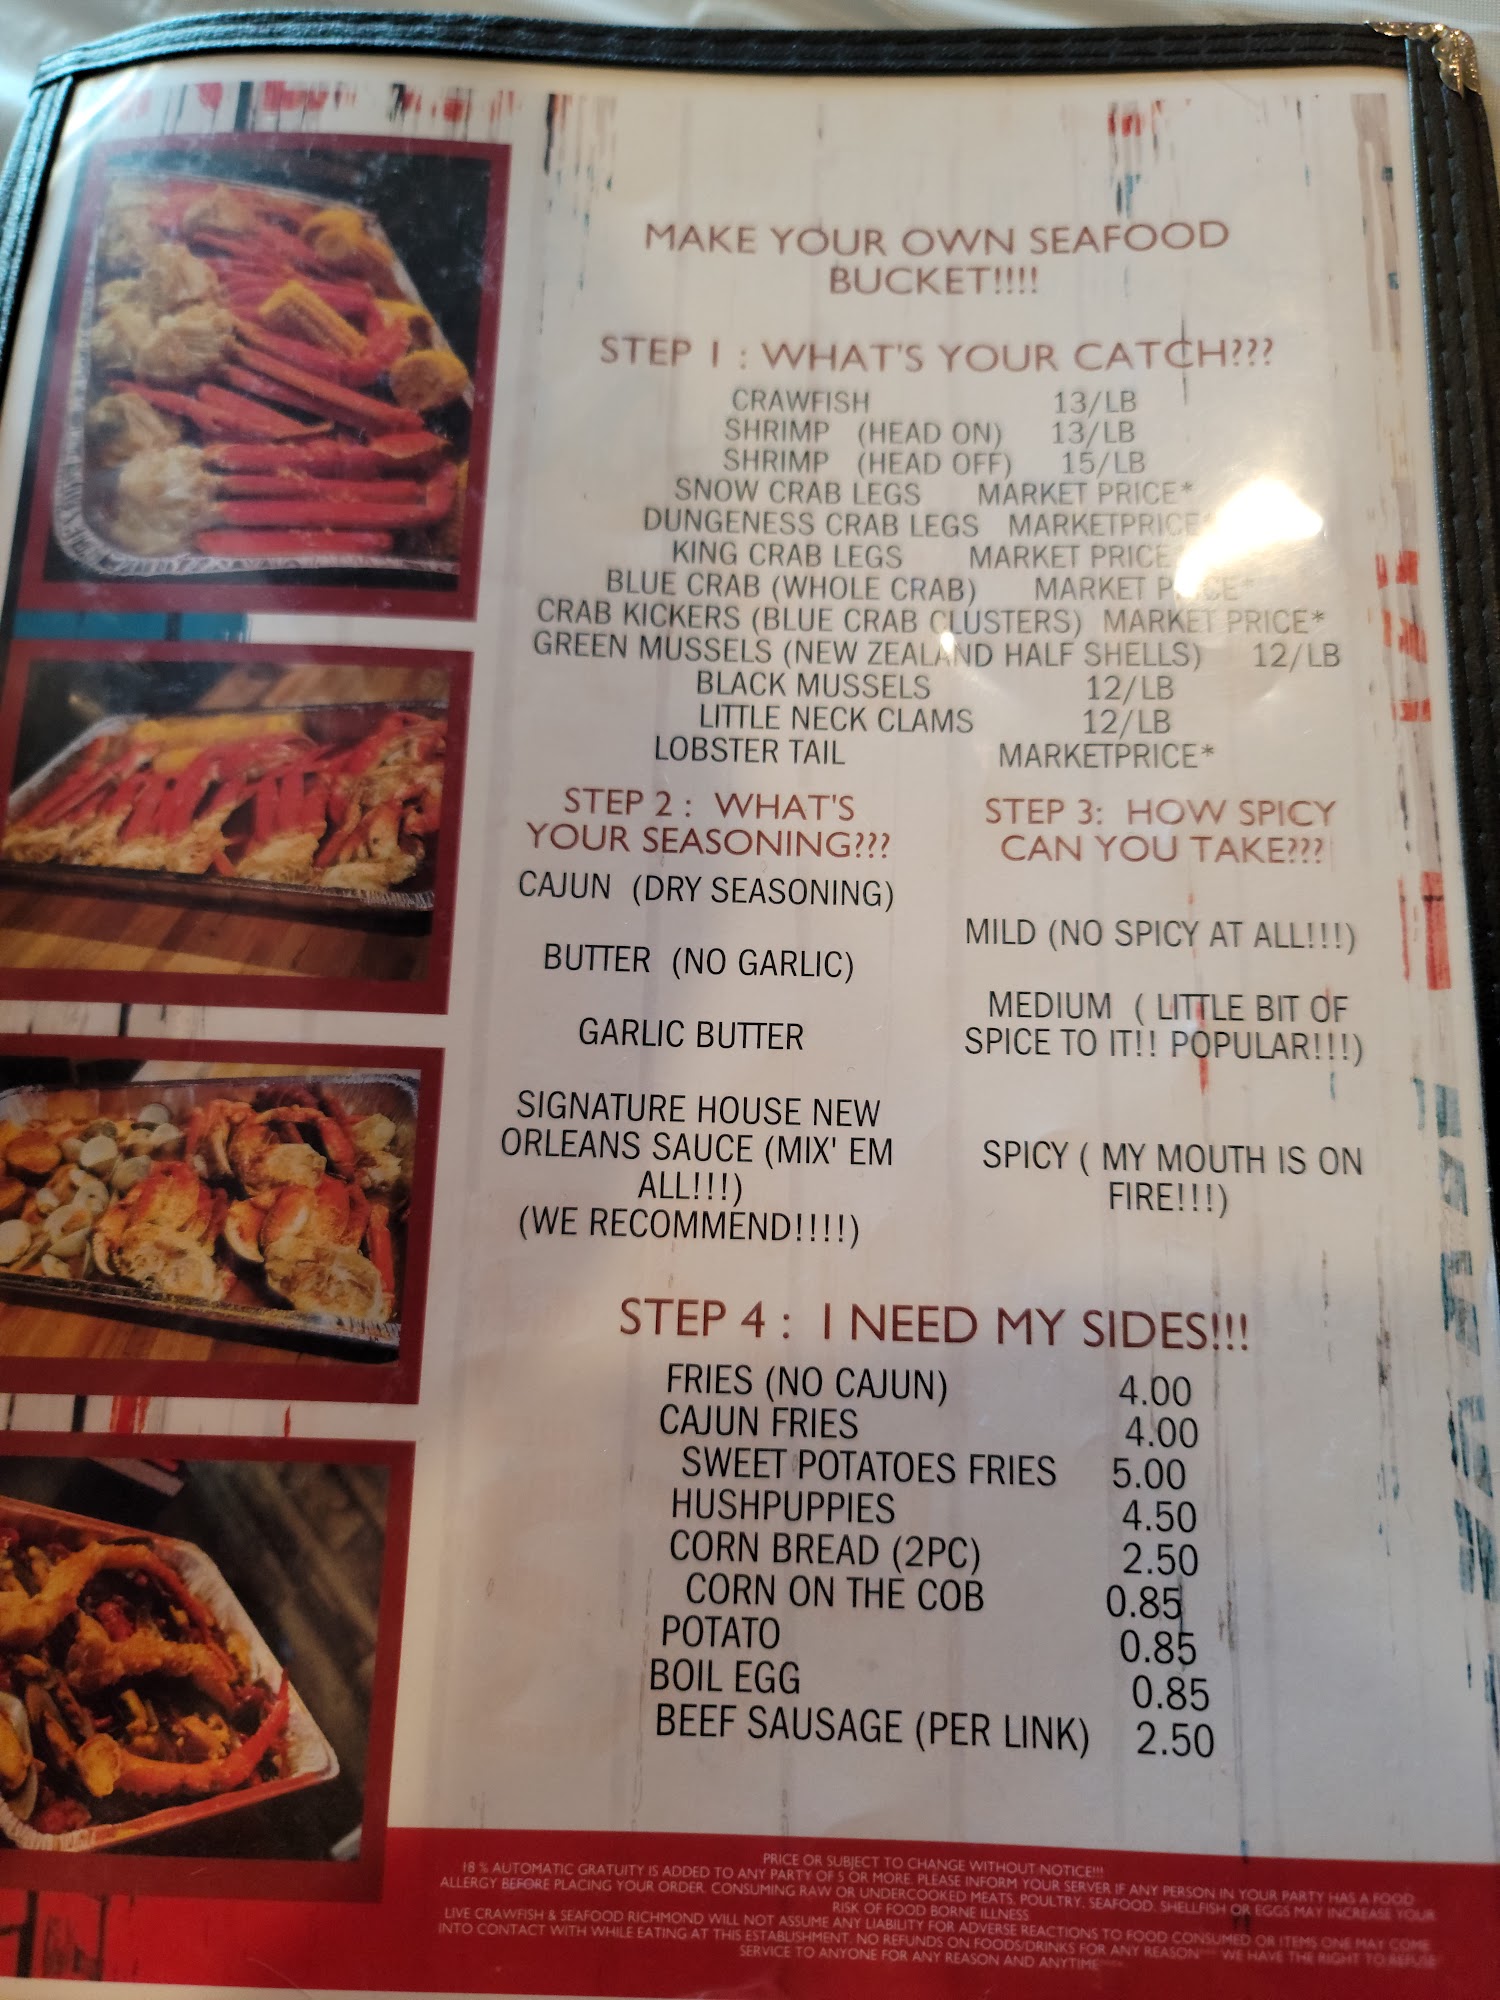 MAKE YOUR OWN SEAFOOD
BUCKET!!!!
STEP 1 : WHAT'S YOUR CATCH???
CRAWFISH 13/LB
SHRIMP (HEAD ON) 13/LB
SHRIMP (HEAD OFF) 15/LB
SNOW CRAB LEGS MARKET PRICE*
DUNGENESS CRAB LEGS MARKETPRICE*
KING CRAB LEGS MARKET PRICE
BLUE CRAB (WHOLE CRAB) MARKET PRICE*
CRAB KICKERS (BLUE CRAB CLUSTERS) MARKET PRICE*
GREEN MUSSELS (NEW ZEALAND HALF SHELLS) 12/LB
BLACK MUSSELS 12/LB
LITTLE NECK CLAMS 12/LB
LOBSTER TAIL MARKETPRICE*
STEP 2 : WHAT'S
YOUR SEASONING???
CAJUN (DRY SEASONING)
BUTTER (NO GARLIC)
GARLIC BUTTER
SIGNATURE HOUSE NEW
ORLEANS SAUCE (MIX' EM
ALL!!!)
(WE RECOMMEND!!!!)
STEP 3: HOW SPICY
CAN YOU TAKE???
MILD (NO SPICY AT ALL!!!)
MEDIUM ( LITTLE BIT OF
SPICE TO IT!! POPULAR!!!)
SPICY ( MY MOUTH IS ON
FIRE!!!)
STEP 4 : I NEED MY SIDES!!!
FRIES (NO CAJUN) 4.00
CAJUN FRIES 4.00
SWEET POTATOES FRIES 5.00
HUSHPUPPIES 4.50
CORN BREAD (2PC) 2.50
CORN ON THE COB 0.85
POTATO 0.85
BOIL EGG 0.85
BEEF SAUSAGE (PER LINK) 2.50
PRICE OR SUBJECT TO CHANGE WITHOUT NOTICE!!!
18 % AUTOMATIC GRATUITY IS ADDED TO ANY PARTY OF 5 OR MORE. PLEASE INFORM YOUR SERVER IF ANY PERSON IN YOUR PARTY HAS A FOOD
ALLERGY BEFORE PLACING YOUR ORDER. CONSUMING RAW OR UNDERCOOKED MEATS, POULTRY, SEAFOOD, SHELLFISH OR EGGS MAY INCREASE YOUR
RISK OF FOOD BORNE ILLNESS
LIVE CRAWFISH & SEAFOOD RICHMOND WILL NOT ASSUME ANY LIABILITY FOR ADVERSE REACTIONS TO FOOD CONSUMED OR ITEMS ONE MAY COME
INTO CONTACT WITH WHILE EATING AT THIS ESTABLISHMENT. NO REFUNDS ON FOODS/DRINKS FOR ANY REASON*** WE HAVE THE RIGHT TO REFUSE
SERVICE TO ANYONE FOR ANY REASON AND ANYTIME